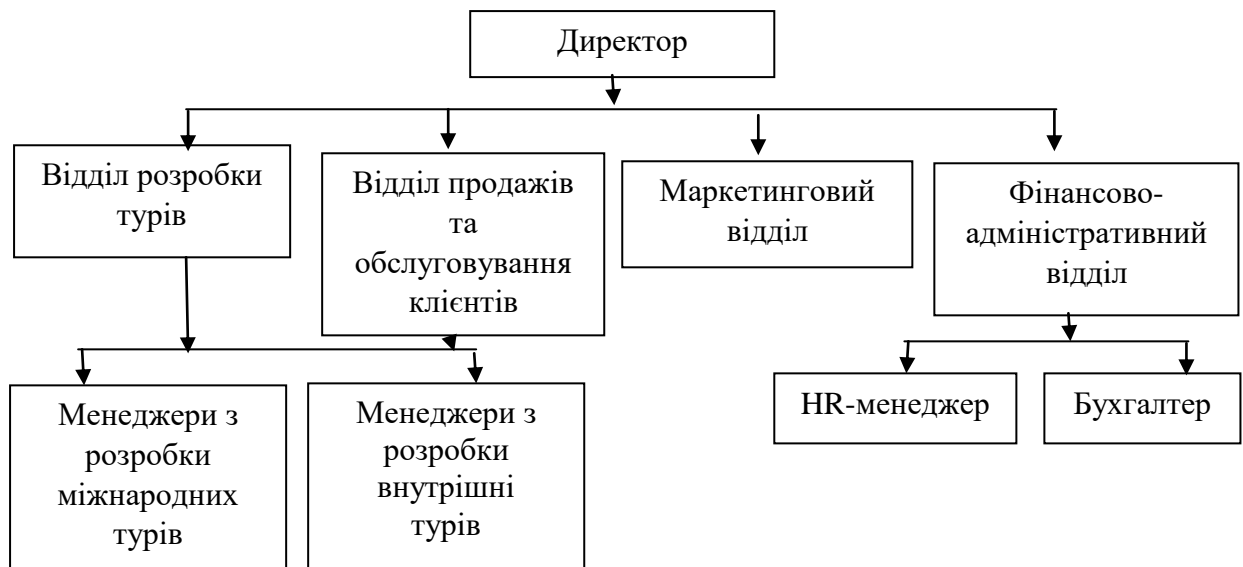 Директор
Відділ розробки
турів
Відділ продажів
та
обслуговування
клієнтів
Маркетинговий
відділ
Фінансово-
адміністративний
відділ
Менеджери з
розробки
міжнародних
турів
Менеджери з
розробки
внутрішні
турів
HR-менеджер
Бухгалтер